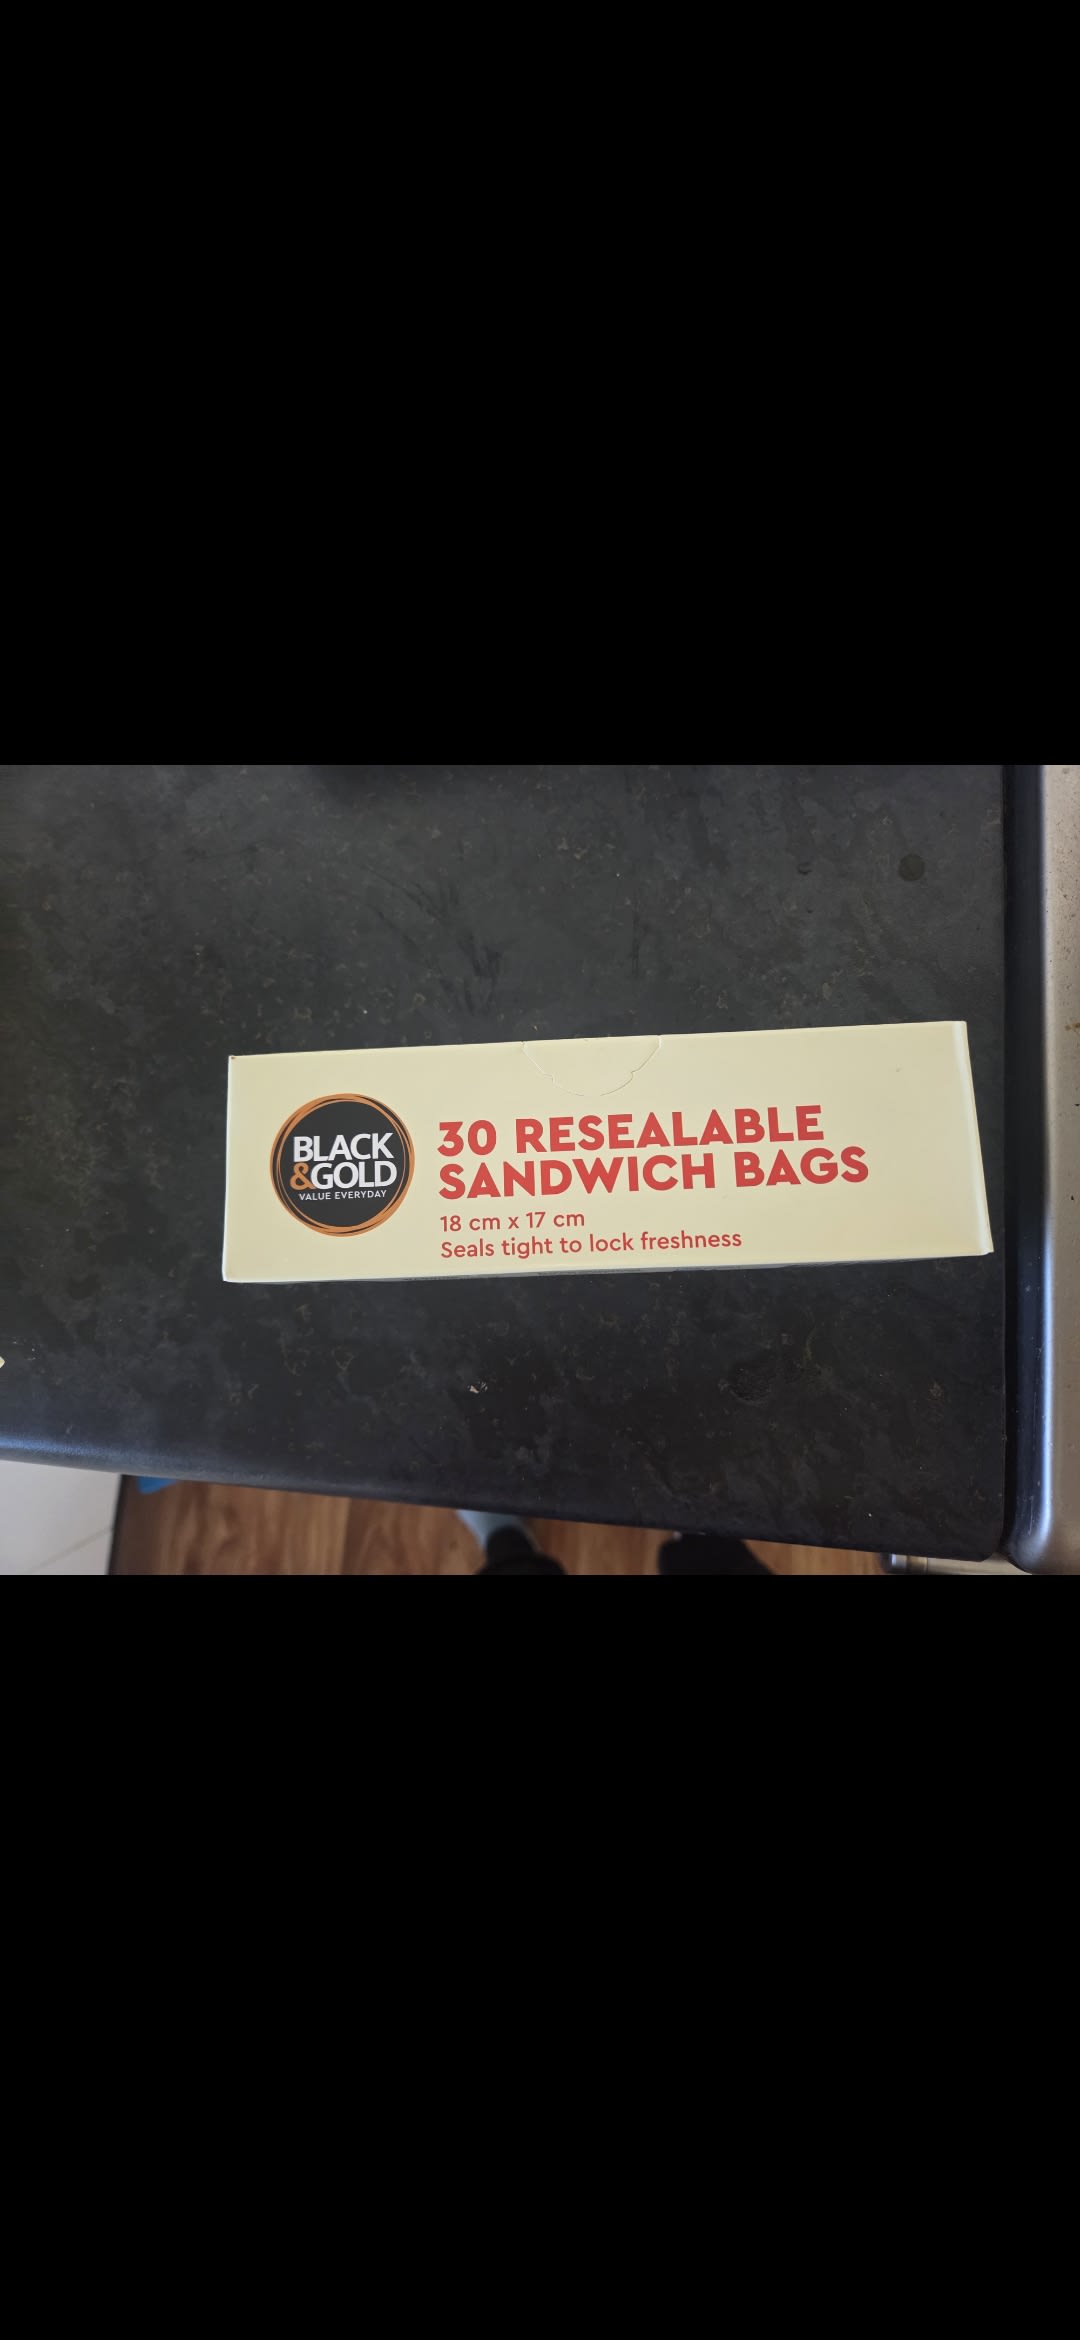 BLACK
&GOLD
VALUE EVERYDAY
30 RESEALABLE
SANDWICH BAGS
18 cm x 17 cm
Seals tight to lock freshness